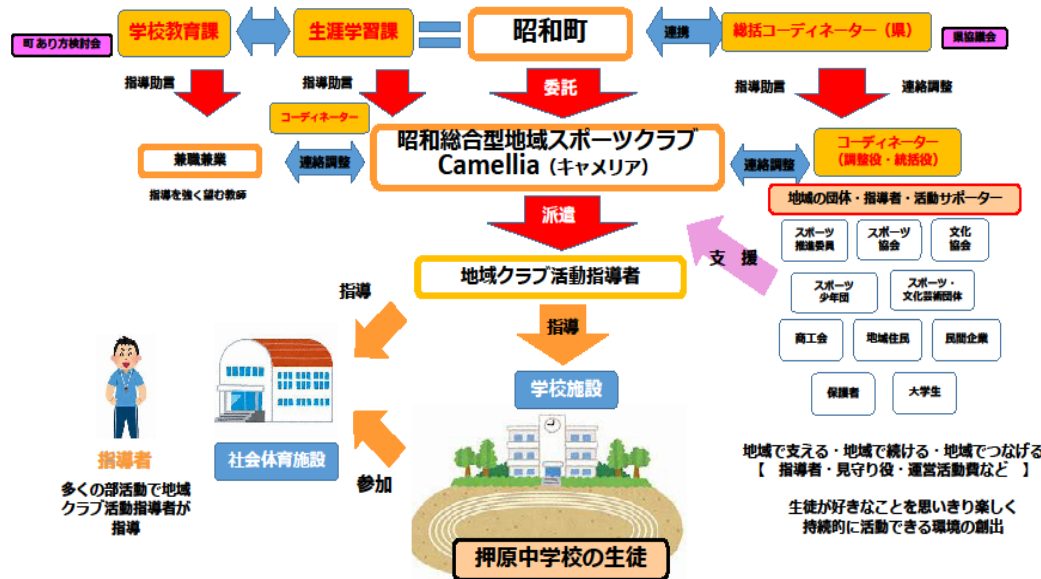 町 あり方検討会
学校教育課
生涯学習課
昭和町
連携
総括コーディネーター（県）
県協議会
指導助言
指導助言
委託
指導助言
連絡調整
コーディネーター
兼職兼業
指導を強く望む教師
連絡調整
昭和総合型地域スポーツクラブ
Camellia（キャメリア）
連絡調整
コーディネーター
（調整役・統括役）
地域の団体・指導者・活動サポーター
スポーツ
推進委員
スポーツ
協会
文化
協会
スポーツ
少年団
スポーツ・
文化芸術団体
商工会
地域住民
民間企業
保護者
大学生
派遣
支 援
地域クラブ活動指導者
指導
指導
学校施設
社会体育施設
参加
指導者
多くの部活動で地域
クラブ活動指導者が
指導
押原中学校の生徒
地域で支える・地域で続ける・地域でつなげる
【 指導者・見守り役・運営活動費など 】
生徒が好きなことを思いきり楽しく
持続的に活動できる環境の創出